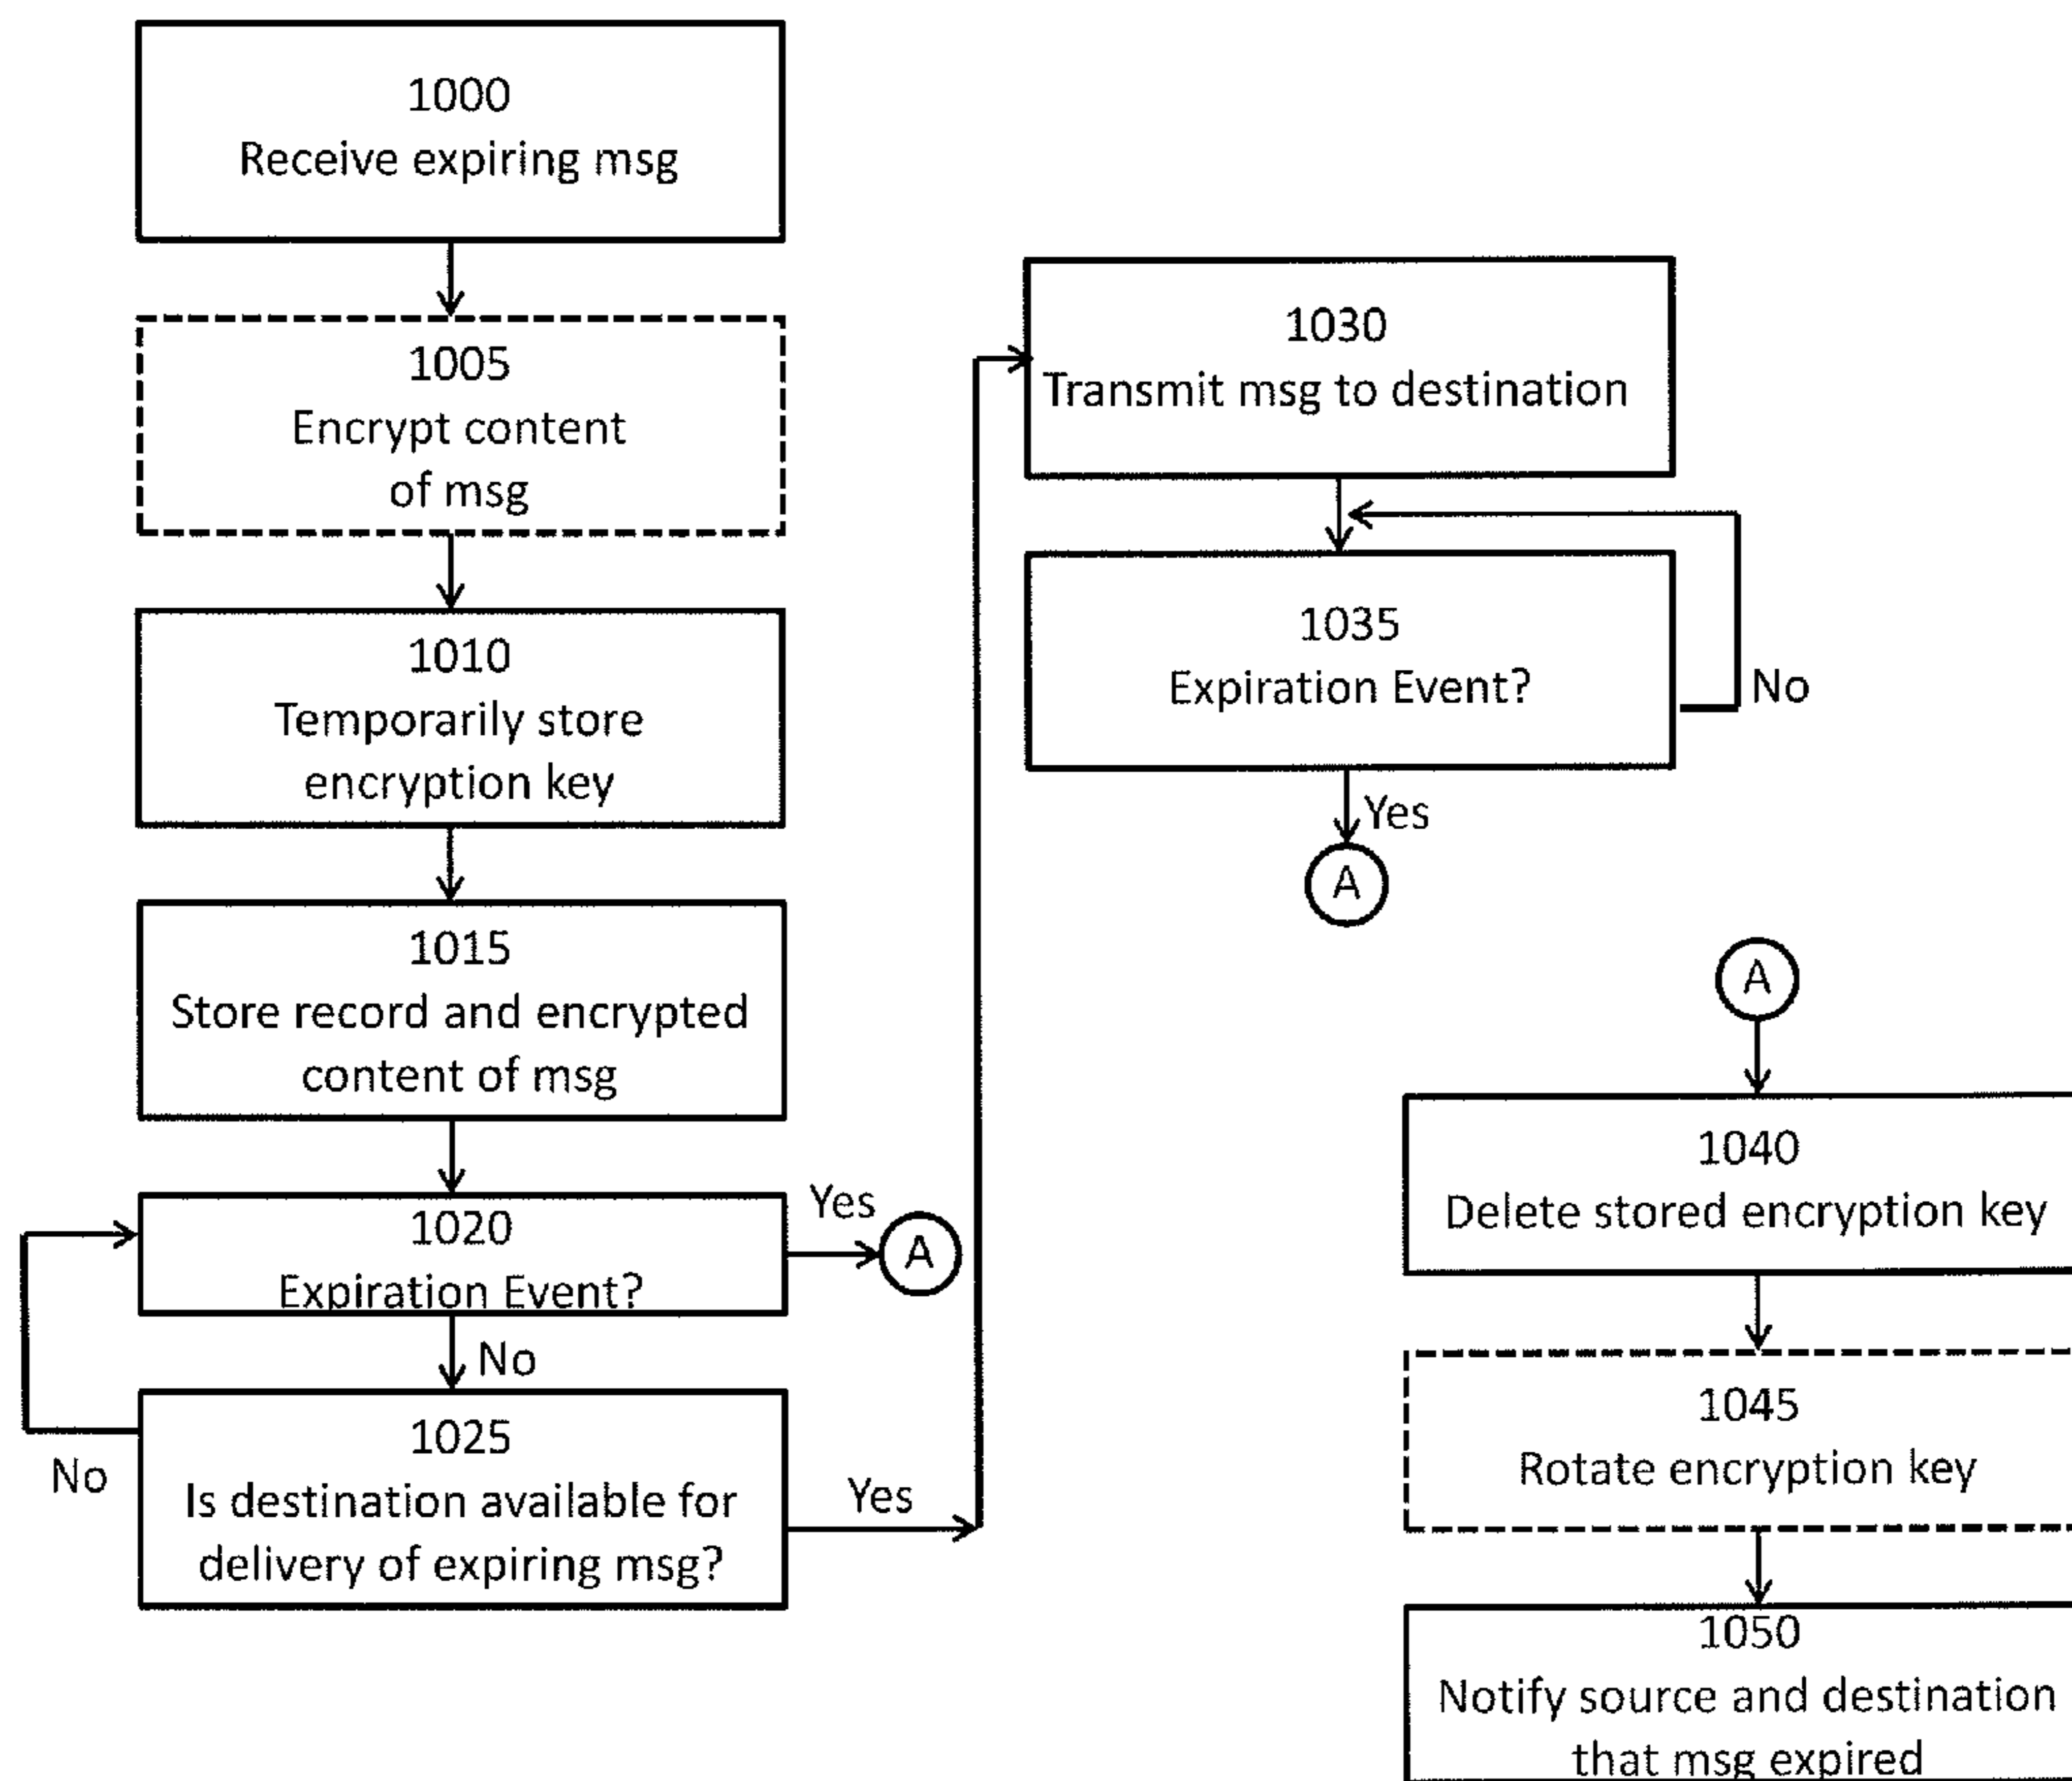 1000
Receive expiring msg
1005
Encrypt content
of msg
1010
Temporarily store
encryption key
1015
Store record and encrypted
content of msg
1020
Expiration Event?
Yes
A
No
1025
Is destination available for
delivery of expiring msg?
No
Yes
1030
Transmit msg to destination
1035
Expiration Event?
No
Yes
A
A
1040
Delete stored encryption key
1045
Rotate encryption key
1050
Notify source and destination
that msg expired